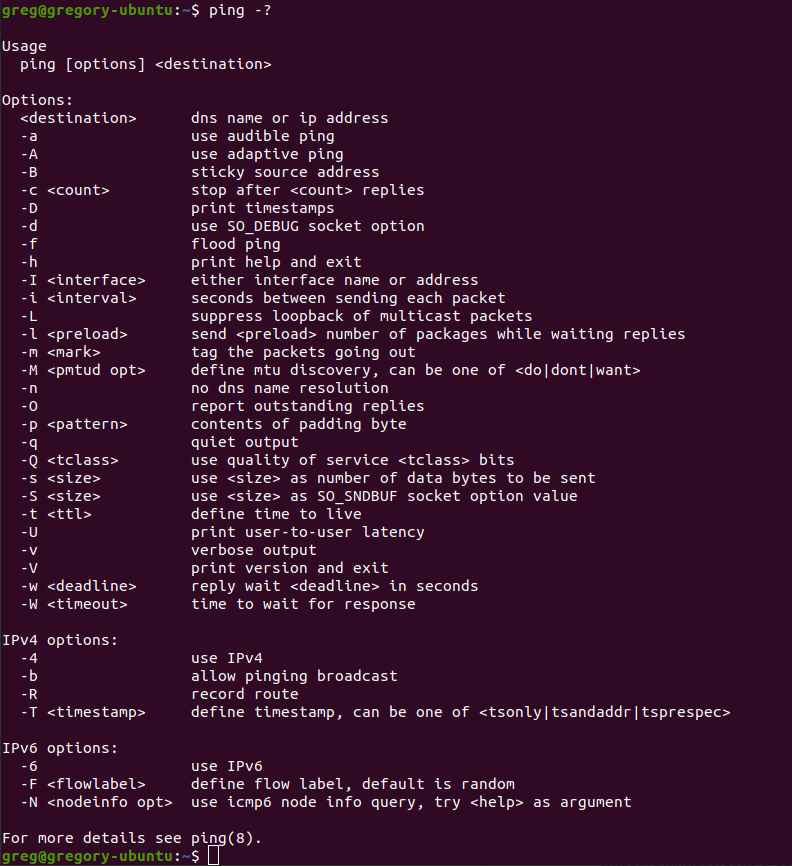 greg@gregory-ubuntu:~$ ping -?
Usage
ping [options] <destination>
Options:
<destination> dns name or ip address
-a use audible ping
-A use adaptive ping
-B sticky source address
-c <count> stop after <count> replies
-D print timestamps
-d use SO_DEBUG socket option
-f flood ping
-h print help and exit
-I <interface> either interface name or address
-i <interval> seconds between sending each packet
-L suppress loopback of multicast packets
-l <preload> send <preload> number of packages while waiting replies
-m <mark> tag the packets going out
-M <pmtud opt> define mtu discovery, can be one of <do|dont|want>
-n no dns name resolution
-O report outstanding replies
-p <pattern> contents of padding byte
-q quiet output
-Q <tclass> use quality of service <tclass> bits
-s <size> use <size> as number of data bytes to be sent
-S <size> use <size> as SO_SNDBUF socket option value
-t <ttl> define time to live
-U print user-to-user latency
-v verbose output
-V print version and exit
-w <deadline> reply wait <deadline> in seconds
-W <timeout> time to wait for response
IPv4 options:
-4 use IPv4
-b allow pinging broadcast
-R record route
-T <timestamp> define timestamp, can be one of <tsonly|tsandaddr|tsprespec>
IPv6 options:
-6 use IPv6
-F <flowlabel> define flow label, default is random
-N <nodeinfo opt> use icmp6 node info query, try <help> as argument
For more details see ping(8).
greg@gregory-ubuntu:~$